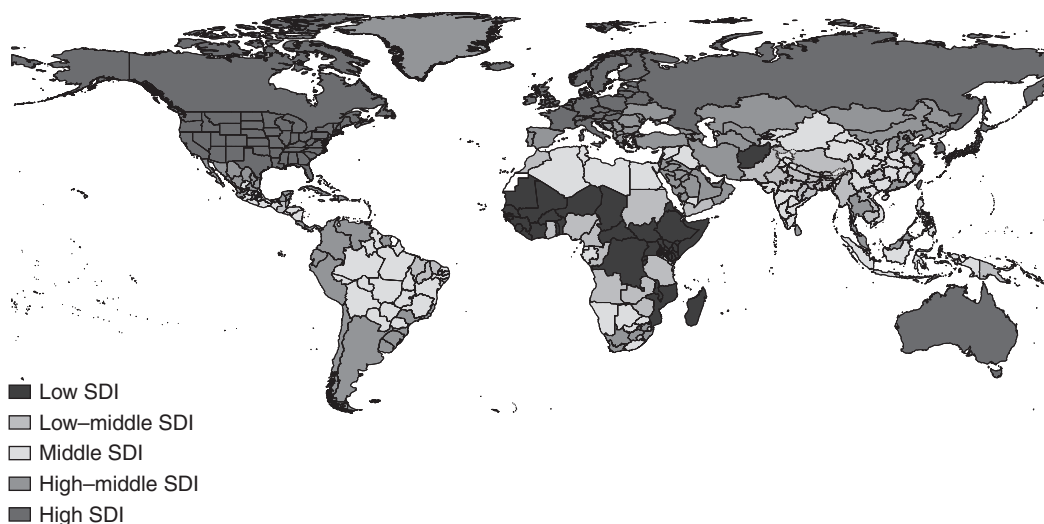 Low SDI
Low–middle SDI
Middle SDI
High–middle SDI
High SDI